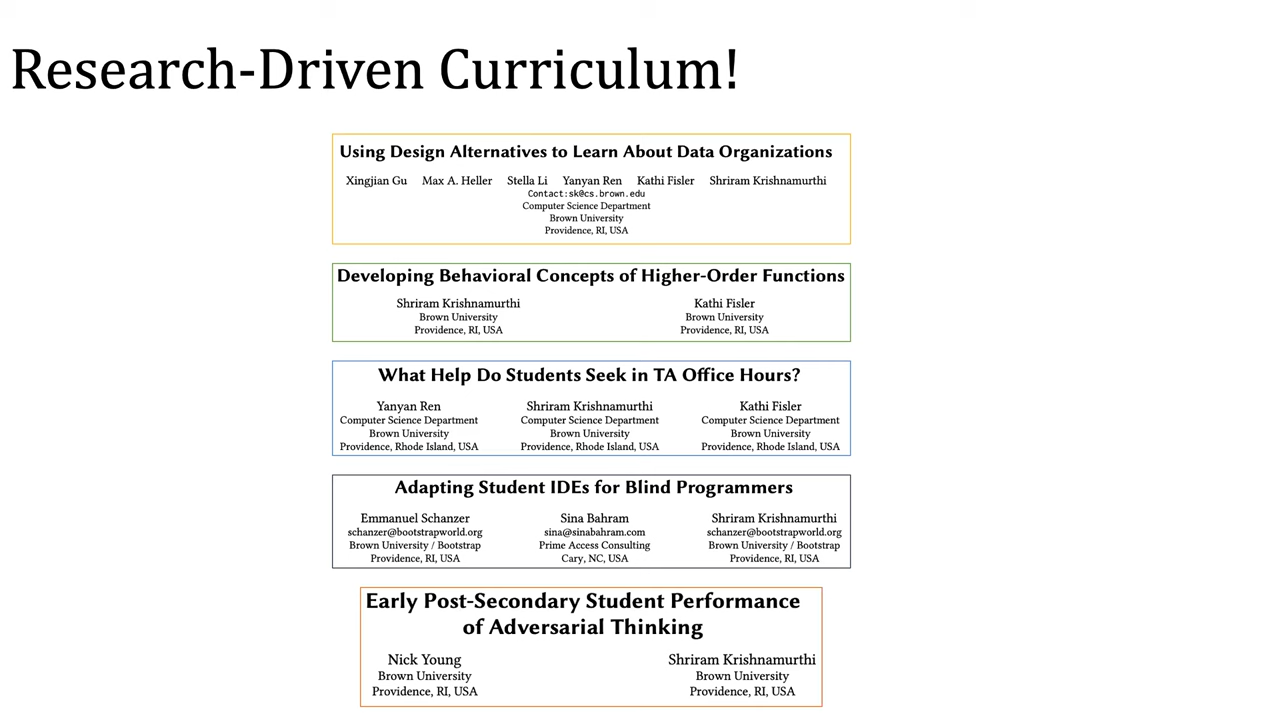 Research-Driven Curriculum!
Using Design Alternatives to Learn About Data Organizations
Xingjian Gu Max A. Heller Stella Li Yanyan Ren Kathi Fisler Shriram Krishnamurthi
Contact:sk@cs.brown.edu
Computer Science Department
Brown University
Providence, RI, USA
Developing Behavioral Concepts of Higher-Order Functions
Shriram Krishnamurthi Kathi Fisler
Brown University Brown University
Providence, RI, USA Providence, RI, USA
What Help Do Students Seek in TA Office Hours?
Yanyan Ren Shriram Krishnamurthi Kathi Fisler
Computer Science Department Computer Science Department Computer Science Department
Brown University Brown University Brown University
Providence, Rhode Island, USA Providence, Rhode Island, USA Providence, Rhode Island, USA
Adapting Student IDEs for Blind Programmers
Emmanuel Schanzer Sina Bahram Shriram Krishnamurthi
schanzer@bootstrapworld.org sina@sinabahram.com schanzer@bootstrapworld.org
Brown University / Bootstrap Prime Access Consulting Brown University / Bootstrap
Providence, RI, USA Cary, NC, USA Providence, RI, USA
Early Post-Secondary Student Performance
of Adversarial Thinking
Nick Young Shriram Krishnamurthi
Brown University Brown University
Providence, RI, USA Providence, RI, USA